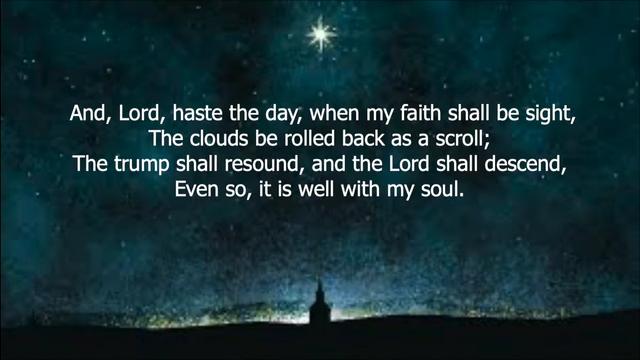 And, Lord, haste the day, when my faith shall be sight,
The clouds be rolled back as a scroll;
The trump shall resound, and the Lord shall descend,
Even so, it is well with my soul.